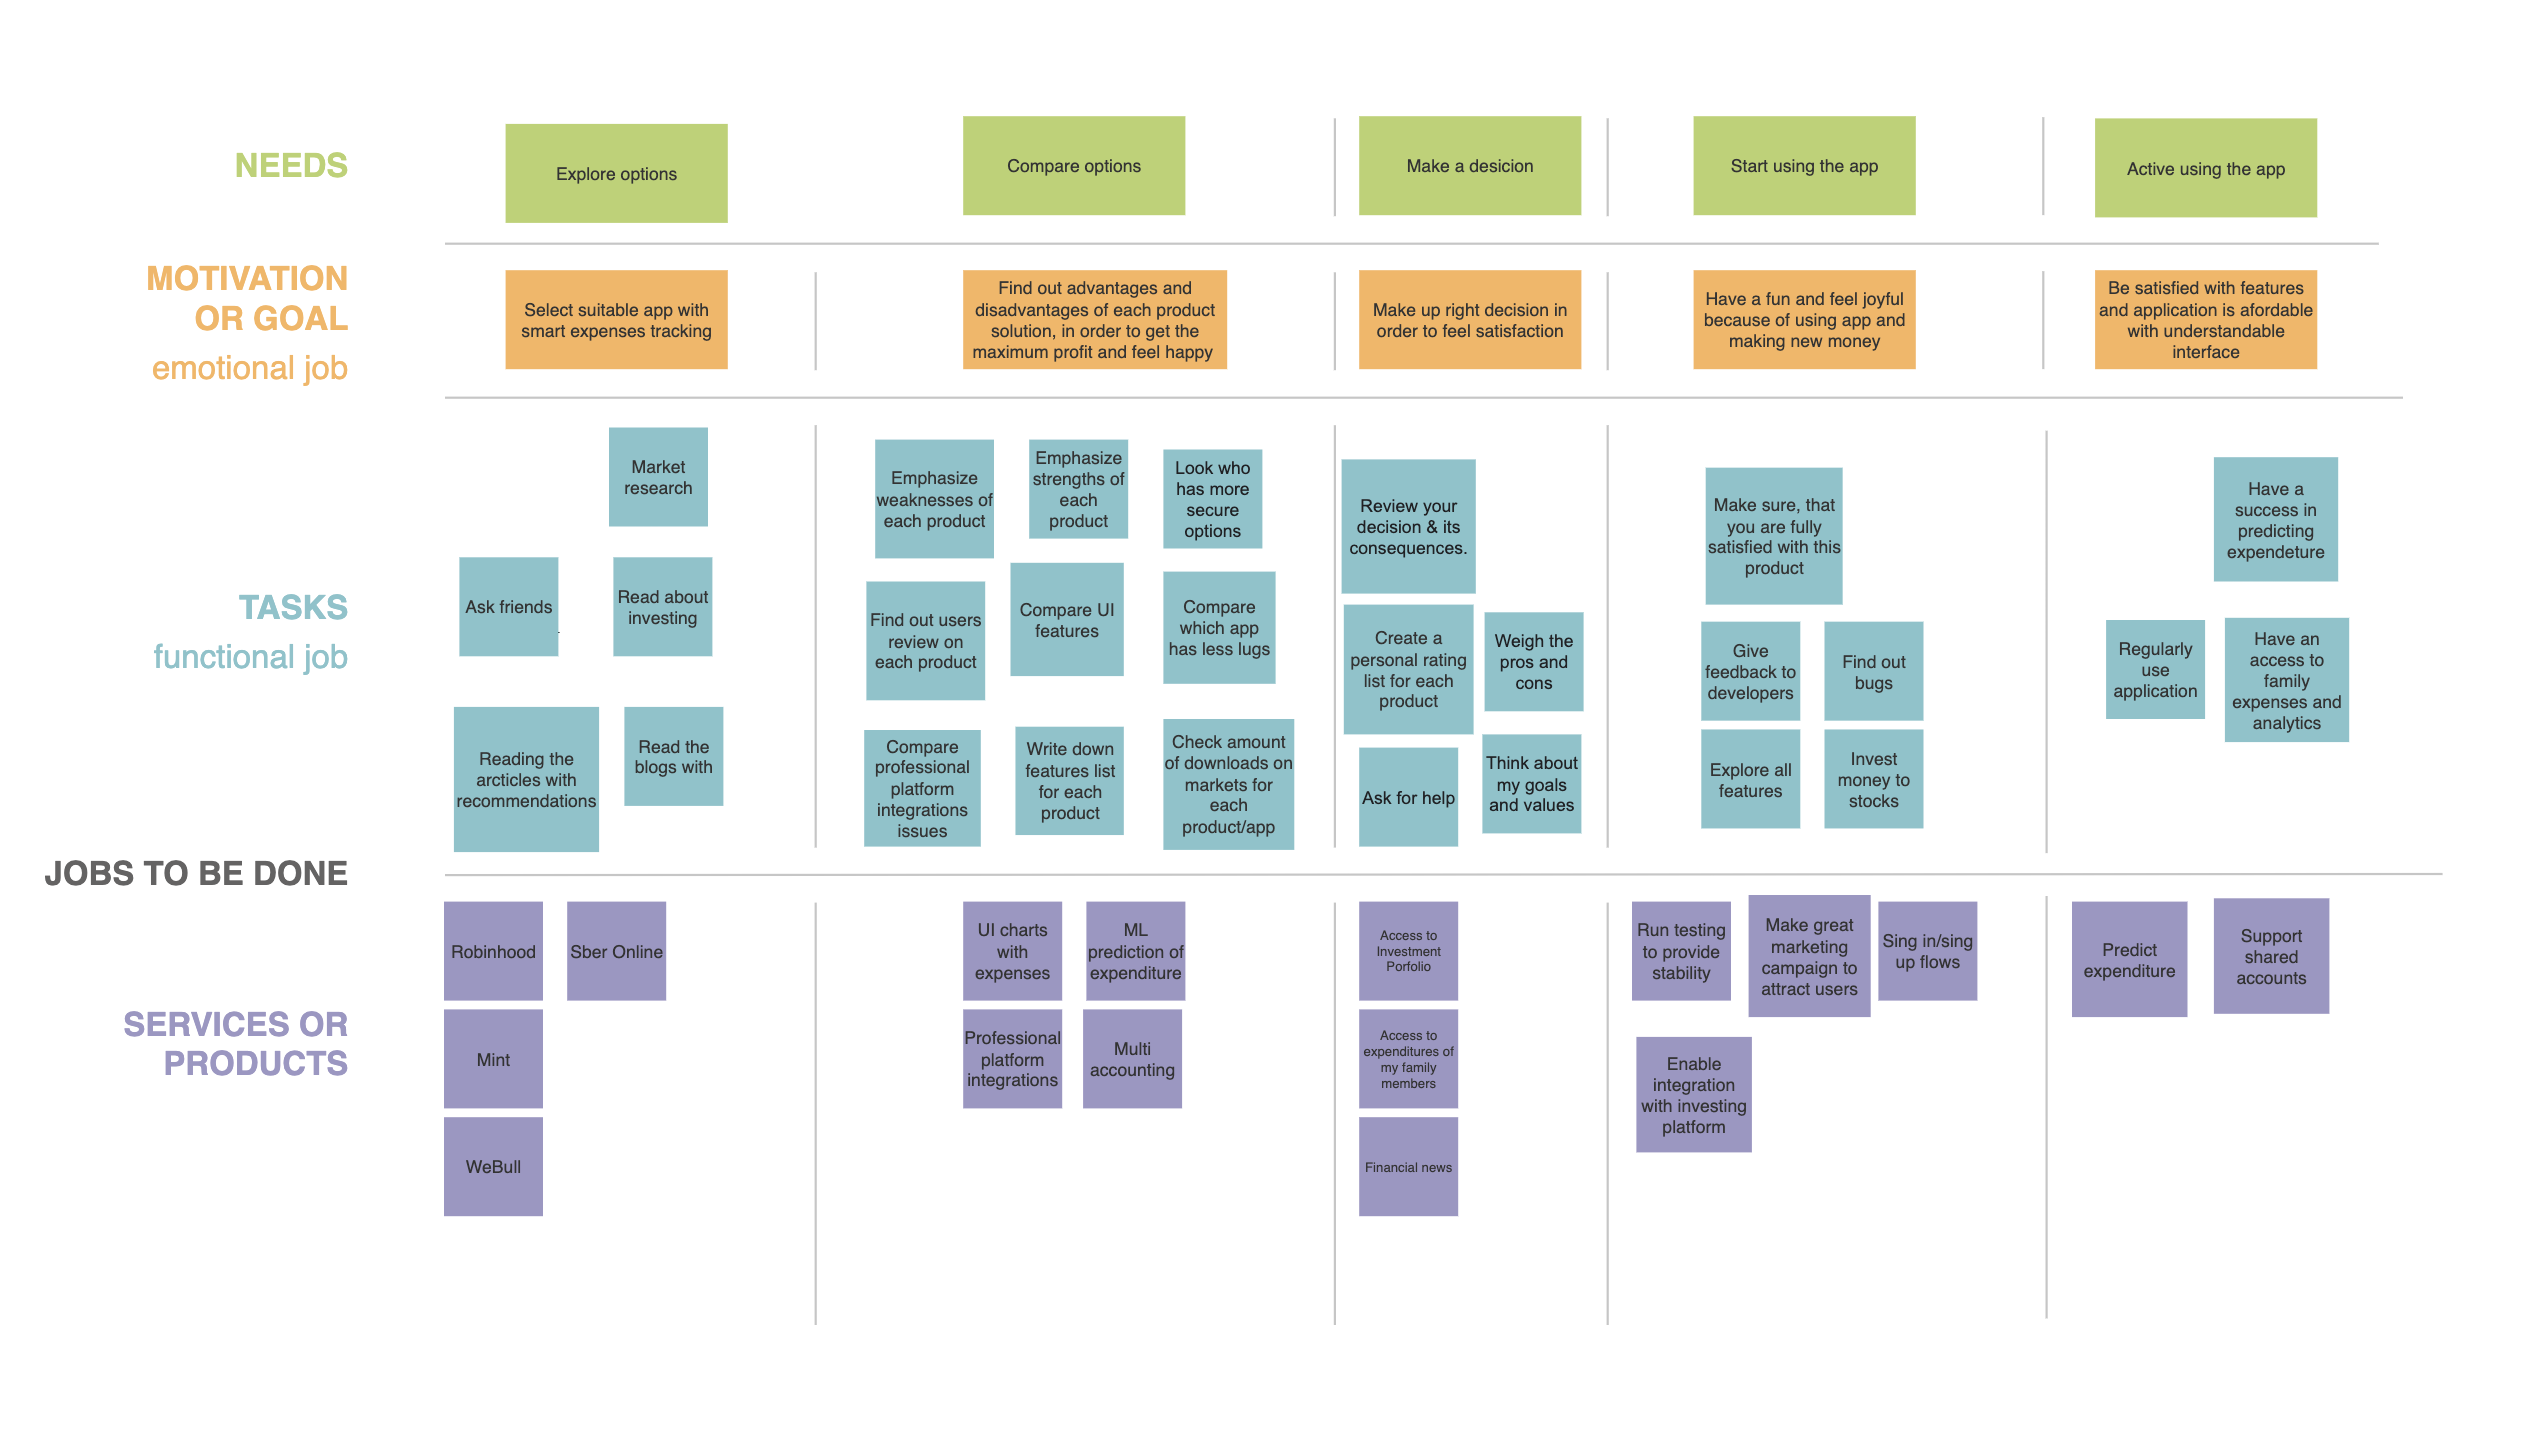 NEEDS
Explore options
Compare options
Make a desicion
Start using the app
Active using the app
MOTIVATION
OR GOAL
emotional job
Select suitable app with
smart expenses tracking
Find out advantages and
disadvantages of each product
solution, in order to get the
maximum profit and feel happy
Make up right decision in
order to feel satisfaction
Have a fun and feel joyful
because of using app and
making new money
Be satisfied with features
and application is afordable
with understandable
interface
TASKS
functional job
Market
research
Ask friends
Read about
investing
Reading the
arcticles with
recommendations
Read the
blogs with
Emphasize
weaknesses of
each product
Emphasize
strengths of
each
product
Look who
has more
secure
options
Find out users
review on
each product
Compare UI
features
Compare
which app
has less lugs
Compare
professional
platform
integrations
issues
Write down
features list
for each
product
Check amount
of downloads on
markets for
each
product/app
Review your
decision & its
consequences.
Create a
personal rating
list for each
product
Weigh the
pros and
cons
Ask for help
Think about
my goals
and values
Make sure, that
you are fully
satisfied with this
product
Give
feedback to
developers
Find out
bugs
Explore all
features
Invest
money to
stocks
Have a
success in
predicting
expendeture
Regularly
use
application
Have an
access to
family
expenses and
analytics
JOBS TO BE DONE
SERVICES OR
PRODUCTS
Robinhood
Sber Online
Mint
WeBull
UI charts
with
expenses
ML
prediction of
expenditure
Professional
platform
integrations
Multi
accounting
Access to
Investment
Porfolio
Access to
expenditures of
my family
members
Financial news
Run testing
to provide
stability
Make great
marketing
campaign to
attract users
Sing in/sing
up flows
Enable
integration
with investing
platform
Predict
expenditure
Support
shared
accounts